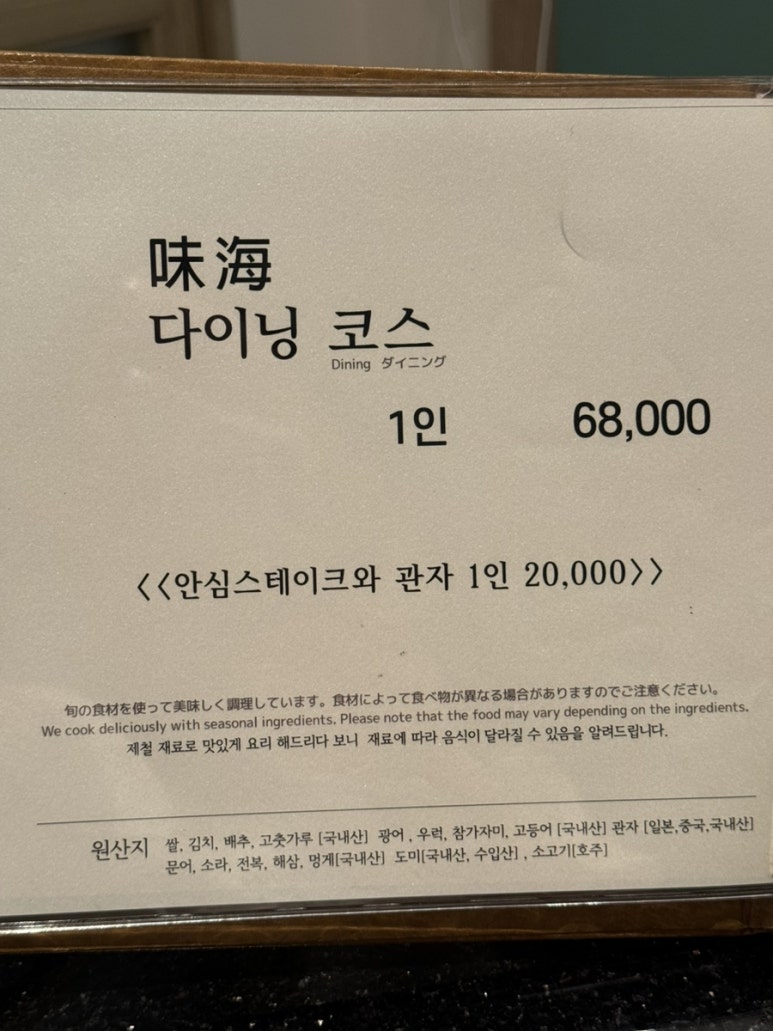 味海
다이닝 코스
Dining ダイニング
1인 68,000
<<안심스테이크와 관자 1인 20,000>>
旬の食材を使って美味しく調理しています。食材によって食べ物が異なる場合がありますのでご注意ください。
We cook deliciously with seasonal ingredients. Please note that the food may vary depending on the ingredients.
제철 재료로 맛있게 요리 해드리다 보니 재료에 따라 음식이 달라질 수 있음을 알려드립니다.
원산지 쌀, 김치, 배추, 고춧가루 [국내산] 광어 , 우럭, 참가자미, 고등어 [국내산] 관자 [일본,중국,국내산]
문어, 소라, 전복, 해삼, 멍게[국내산] 도미[국내산, 수입산] , 소고기[호주]